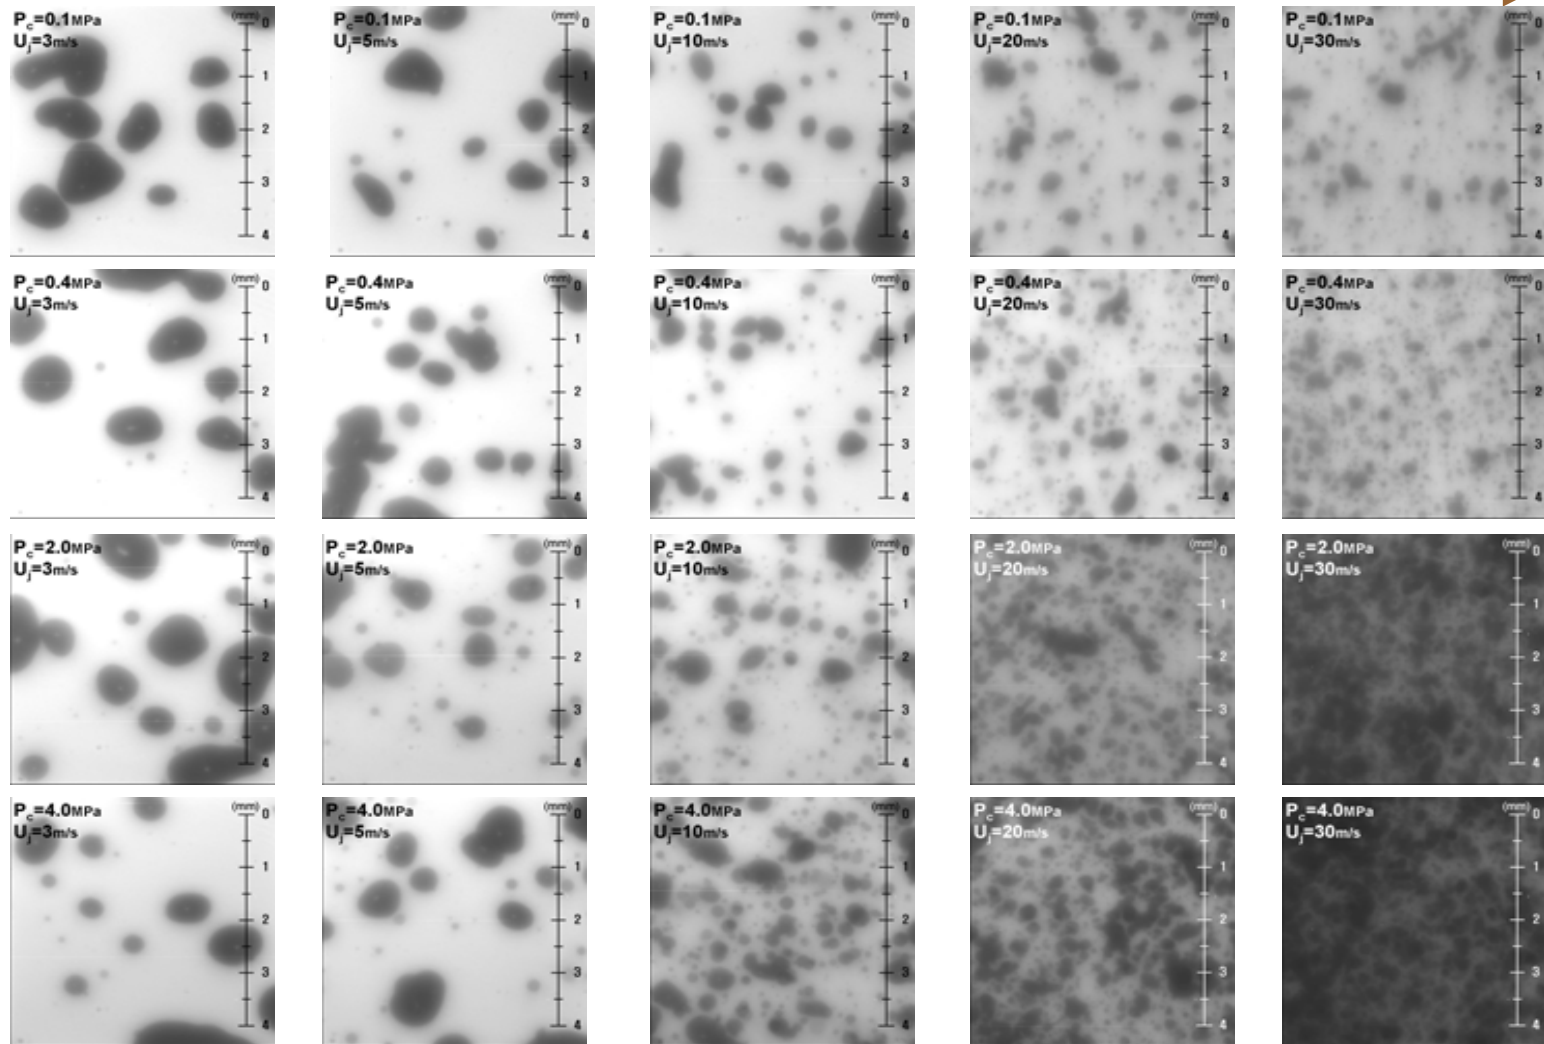 Pc=0.1MPa
Uj=3m/s
(mm)
0
1
2
3
4
Pc=0.1MPa
Uj=5m/s
(mm)
0
1
2
3
4
Pc=0.1MPa
Uj=10m/s
(mm)
0
1
2
3
4
Pc=0.1MPa
Uj=20m/s
(mm)
0
1
2
3
4
Pc=0.1MPa
Uj=30m/s
(mm)
0
1
2
3
4
Pc=0.4MPa
Uj=3m/s
(mm)
0
1
2
3
4
Pc=0.4MPa
Uj=5m/s
(mm)
0
1
2
3
4
Pc=0.4MPa
Uj=10m/s
(mm)
0
1
2
3
4
Pc=0.4MPa
Uj=20m/s
(mm)
0
1
2
3
4
Pc=0.4MPa
Uj=30m/s
(mm)
0
1
2
3
4
Pc=2.0MPa
Uj=3m/s
(mm)
0
1
2
3
4
Pc=2.0MPa
Uj=5m/s
(mm)
0
1
2
3
4
Pc=2.0MPa
Uj=10m/s
(mm)
0
1
2
3
4
Pc=2.0MPa
Uj=20m/s
(mm)
0
1
2
3
4
Pc=2.0MPa
Uj=30m/s
(mm)
0
1
2
3
4
Pc=4.0MPa
Uj=3m/s
(mm)
0
1
2
3
4
Pc=4.0MPa
Uj=5m/s
(mm)
0
1
2
3
4
Pc=4.0MPa
Uj=10m/s
(mm)
0
1
2
3
4
Pc=4.0MPa
Uj=20m/s
(mm)
0
1
2
3
4
Pc=4.0MPa
Uj=30m/s
(mm)
0
1
2
3
4